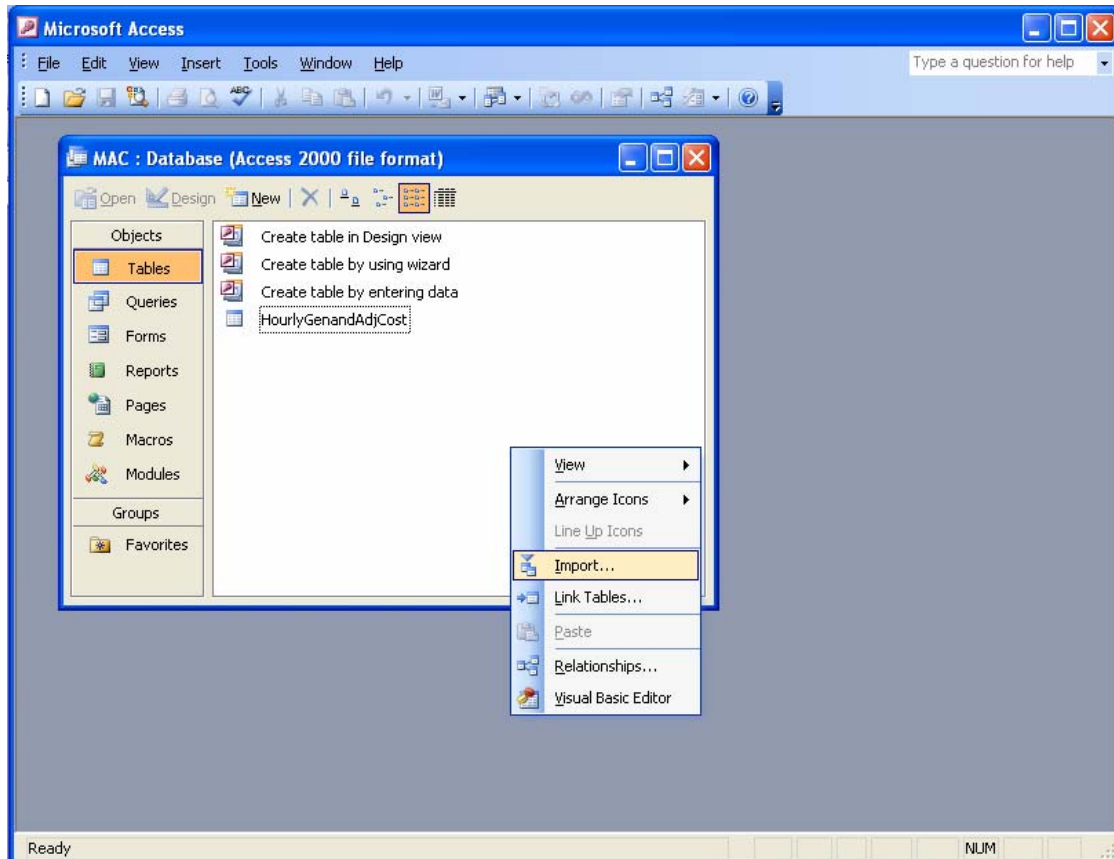 Microsoft Access
File Edit View Insert Tools Window Help
Type a question for help
MAC : Database (Access 2000 file format)
Open Design New
Objects
Tables
Queries
Forms
Reports
Pages
Macros
Modules
Groups
Favorites
Create table in Design view
Create table by using wizard
Create table by entering data
HourlyGenandAdjCost
View
Arrange Icons
Line Up Icons
Import...
Link Tables...
Paste
Relationships...
Visual Basic Editor
Ready NUM